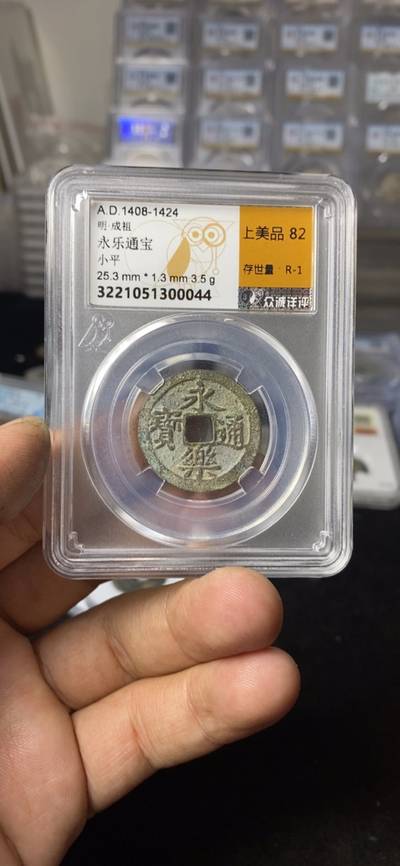 A.D.1408-1424
明·成祖
永乐通宝
小平
25.3 mm * 1.3 mm 3.5 g
3221051300044
上美品 82
存世量: R-1
众诚评评
永
寶 通
樂